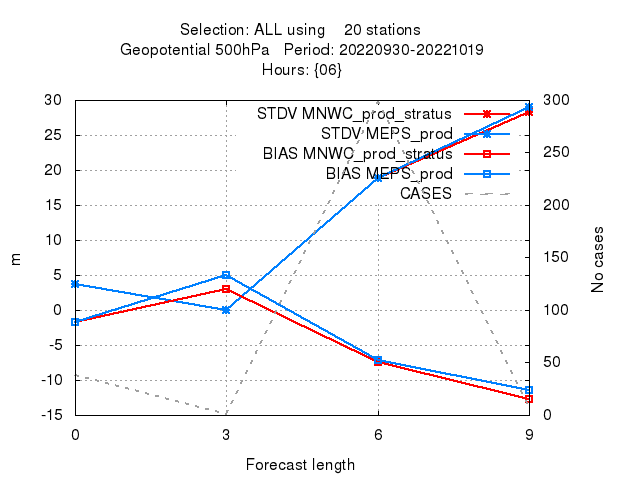 Selection: ALL using    20 stations
Geopotential 500hPa   Period: 20220930-20221019
Hours: {06}
30
25
20
15
10
5
0
-5
-10
-15
m
STDV MNWC_prod_stratus
STDV MEPS_prod
BIAS MNWC_prod_stratus
BIAS MEPS_prod
CASES
300
250
200
150
100
50
0
No cases
0 3 6 9
Forecast length